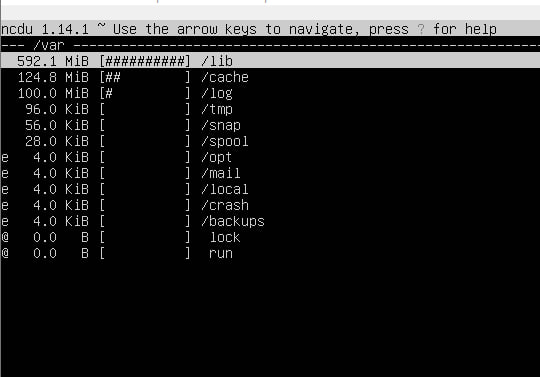 ncdu 1.14.1 ~ Use the arrow keys to navigate, press ? for help
--- /var ----------------------------------------------------------
  592.1 MiB [##########] /lib
  124.8 MiB [##        ] /cache
  100.0 MiB [#         ] /log
   96.0 KiB [          ] /tmp
   56.0 KiB [          ] /snap
   28.0 KiB [          ] /spool
e   4.0 KiB [          ] /opt
e   4.0 KiB [          ] /mail
e   4.0 KiB [          ] /local
e   4.0 KiB [          ] /crash
e   4.0 KiB [          ] /backups
@   0.0   B [          ]  lock
@   0.0   B [          ]  run